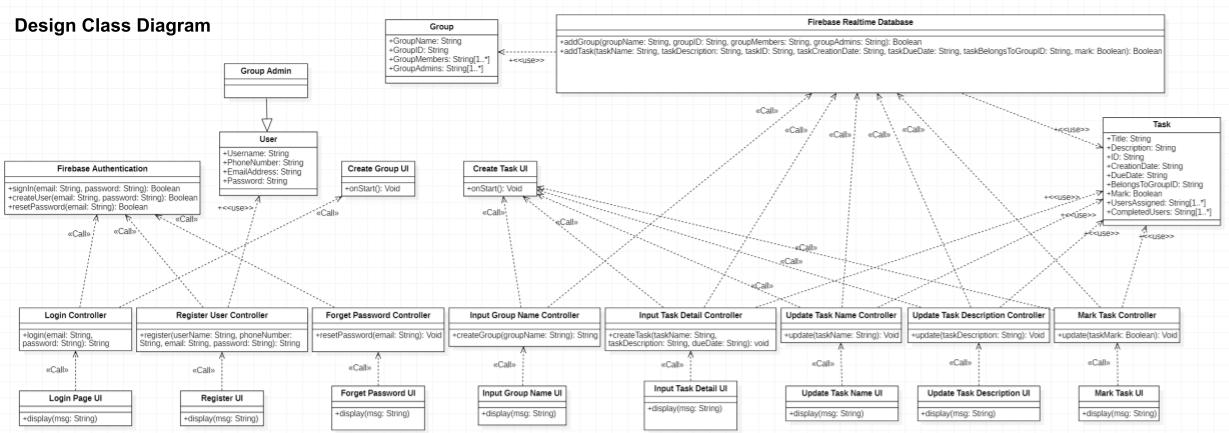 Design Class Diagram
Group
+GroupName: String
+GroupID: String
+GroupMembers: String[1..*]
+GroupAdmins: String[1..*]
Firebase Realtime Database
+addGroup(groupName: String, groupID: String, groupMembers: String, groupAdmins: String): Boolean
+addTask(taskName: String, taskDescription: String, taskID: String, taskCreationDate: String, taskDueDate: String, taskBelongsToGroupID: String, mark: Boolean): Boolean
+<<use>>
Group Admin
User
+Username: String
+PhoneNumber: String
+EmailAddress: String
+Password: String
«Call»
«Call»
«Call»
«Call»
«Call»
+<<use>>
Task
+Title: String
+Description: String
+ID: String
+CreationDate: String
+DueDate: String
+BelongsToGroupID: String
+Mark: Boolean
+UsersAssigned: String[1..*]
+CompletedUsers: String[1..*]
Firebase Authentication
+signIn(email: String, password: String): Boolean
+createUser(email: String, password: String): Boolean
+resetPassword(email: String): Boolean
Create Group UI
+onStart(): Void
Create Task UI
+onStart(): Void
+<<use>>
«Call»
«Call»
«Call»
«Call»
«Call»
«Call»
+<<use>>
+<<use>>
+<<use>>
+<<use>>
«Call»
«Call»
«Call»
Login Controller
+login(email: String,
password: String): String
Register User Controller
+register(userName: String, phoneNumber:
String, email: String, password: String): String
Forget Password Controller
+resetPassword(email: String): Void
Input Group Name Controller
+createGroup(groupName: String): String
Input Task Detail Controller
+createTask(taskName: String,
taskDescription: String, dueDate: String): void
Update Task Name Controller
+update(taskName: String): Void
Update Task Description Controller
+update(taskDescription: String): Void
Mark Task Controller
+update(taskMark: Boolean): Void
«Call»
«Call»
«Call»
«Call»
«Call»
«Call»
«Call»
«Call»
Login Page UI
+display(msg: String)
Register UI
+display(msg: String)
Forget Password UI
+display(msg: String)
Input Group Name UI
+display(msg: String)
Input Task Detail UI
+display(msg: String)
Update Task Name UI
+display(msg: String)
Update Task Description UI
+display(msg: String)
Mark Task UI
+display(msg: String)